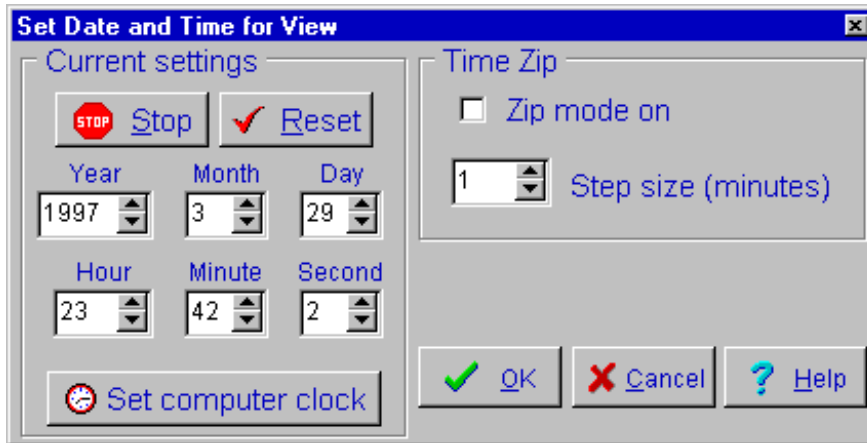 Set Date and Time for View
Current settings
STOP Stop Reset
Year Month Day
1997 3 29
Hour Minute Second
23 42 2
Set computer clock
Time Zip
Zip mode on
1 Step size (minutes)
OK Cancel ? Help